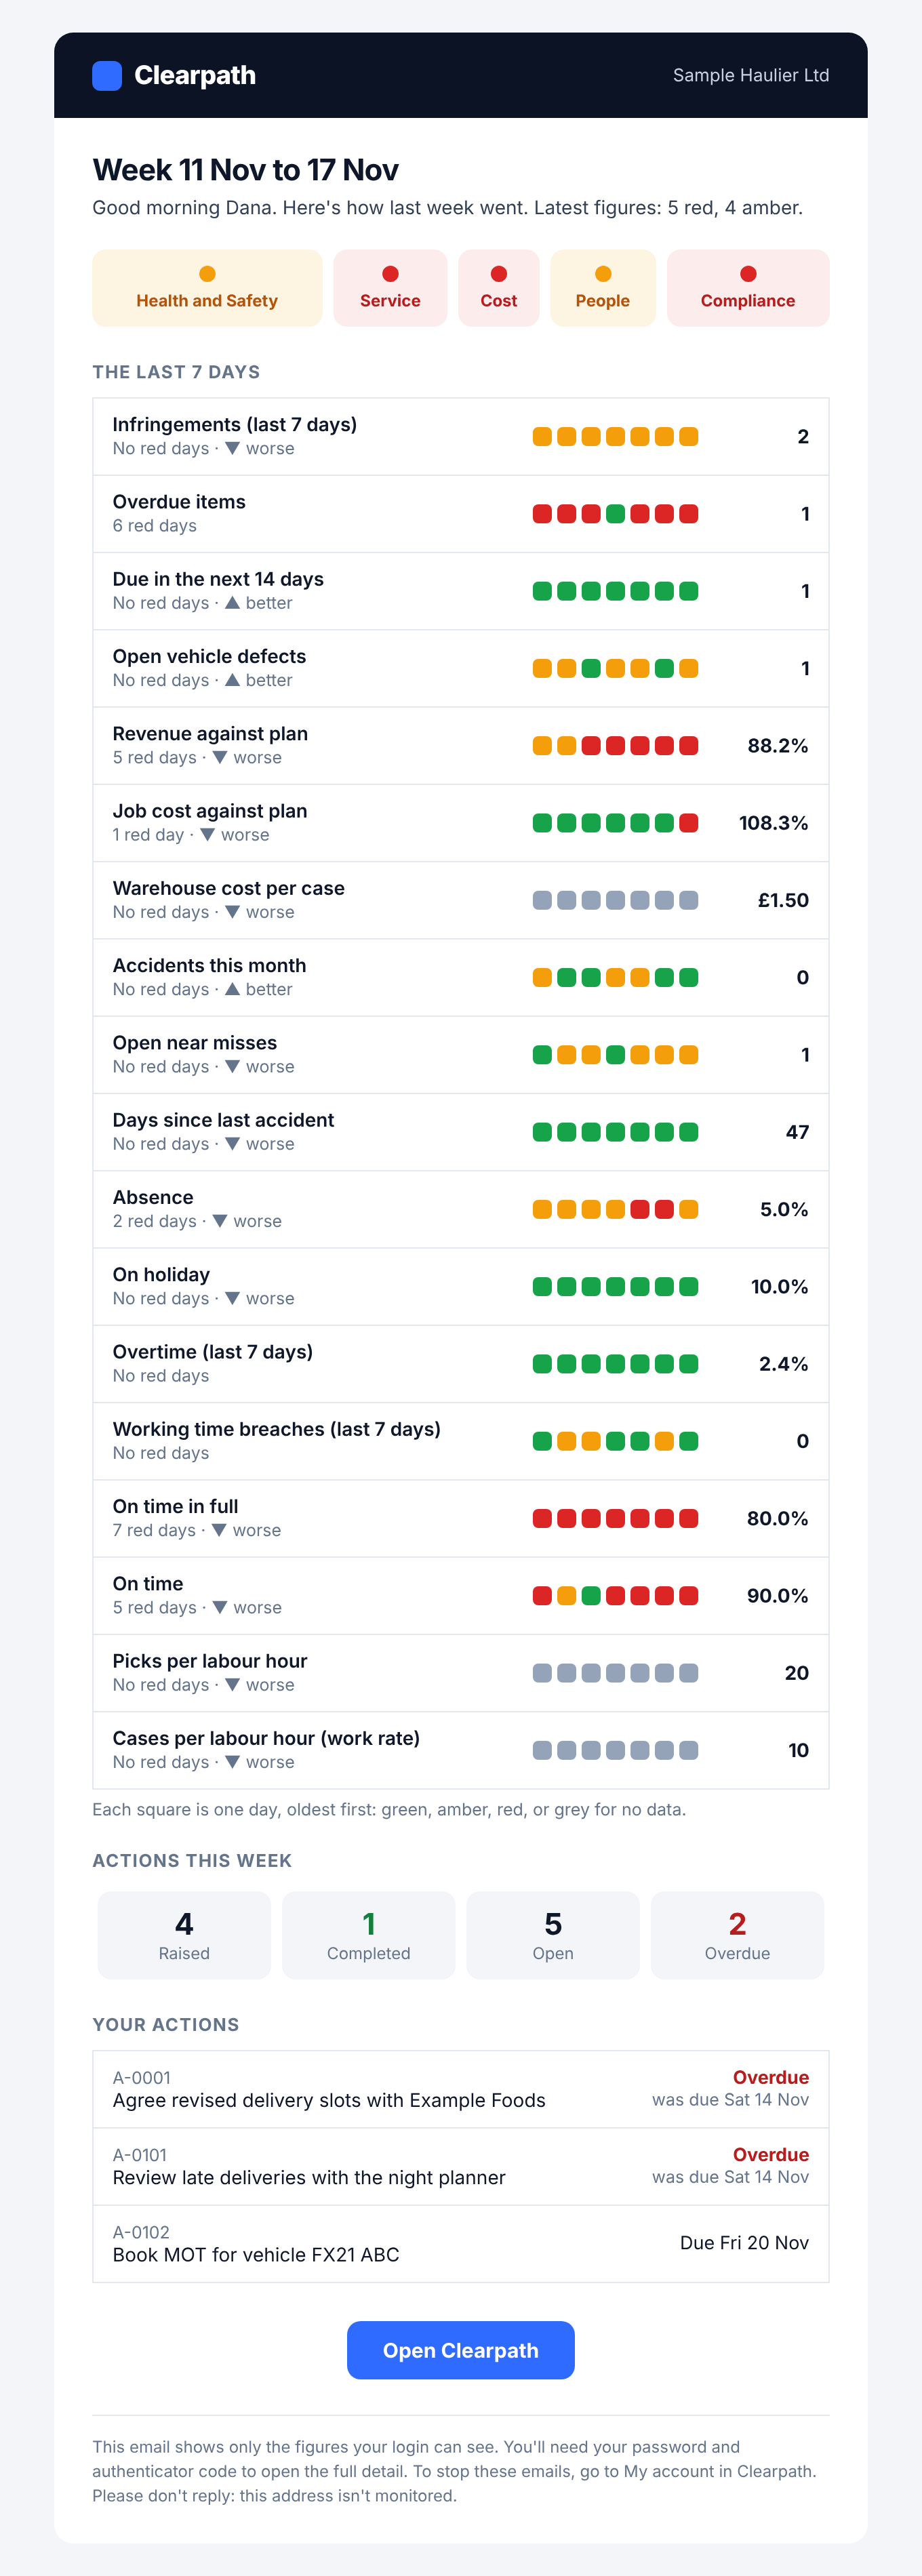 Clearpath
Sample Haulier Ltd
Week 11 Nov to 17 Nov
Good morning Dana. Here's how last week went. Latest figures: 5 red, 4 amber.
Health and Safety
Service
Cost
People
Compliance
THE LAST 7 DAYS
Infringements (last 7 days)
No red days · ▼ worse
2
Overdue items
6 red days
1
Due in the next 14 days
No red days · ▲ better
1
Open vehicle defects
No red days · ▲ better
1
Revenue against plan
5 red days · ▼ worse
88.2%
Job cost against plan
1 red day · ▼ worse
108.3%
Warehouse cost per case
No red days · ▼ worse
£1.50
Accidents this month
No red days · ▲ better
0
Open near misses
No red days · ▼ worse
1
Days since last accident
No red days · ▼ worse
47
Absence
2 red days · ▼ worse
5.0%
On holiday
No red days · ▼ worse
10.0%
Overtime (last 7 days)
No red days
2.4%
Working time breaches (last 7 days)
No red days
0
On time in full
7 red days · ▼ worse
80.0%
On time
5 red days · ▼ worse
90.0%
Picks per labour hour
No red days · ▼ worse
20
Cases per labour hour (work rate)
No red days · ▼ worse
10
Each square is one day, oldest first: green, amber, red, or grey for no data.
ACTIONS THIS WEEK
4
Raised
1
Completed
5
Open
2
Overdue
YOUR ACTIONS
A-0001
Agree revised delivery slots with Example Foods
Overdue
was due Sat 14 Nov
A-0101
Review late deliveries with the night planner
Overdue
was due Sat 14 Nov
A-0102
Book MOT for vehicle FX21 ABC
Due Fri 20 Nov
Open Clearpath
This email shows only the figures your login can see. You'll need your password and
authenticator code to open the full detail. To stop these emails, go to My account in Clearpath.
Please don't reply: this address isn't monitored.